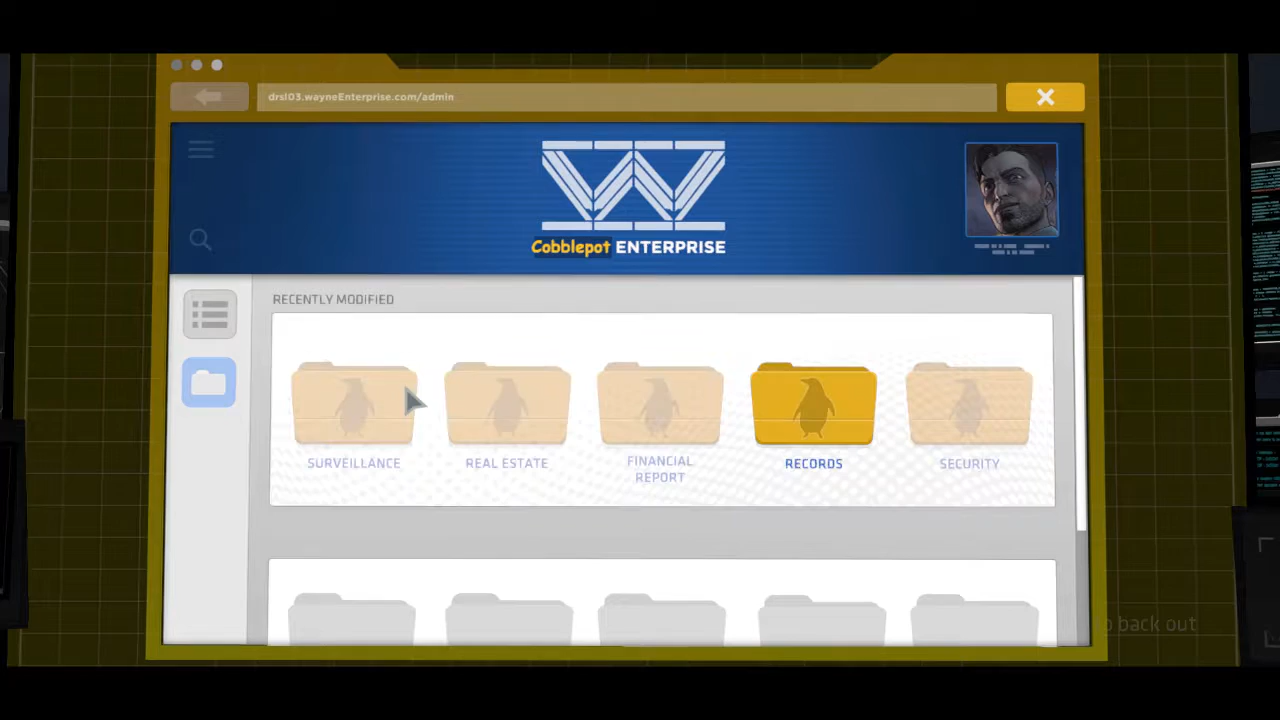 drsl03.wayneEnterprise.com/admin
Cobblepot ENTERPRISE
RECENTLY MODIFIED
SURVEILLANCE
REAL ESTATE
FINANCIAL
REPORT
RECORDS
SECURITY
back out